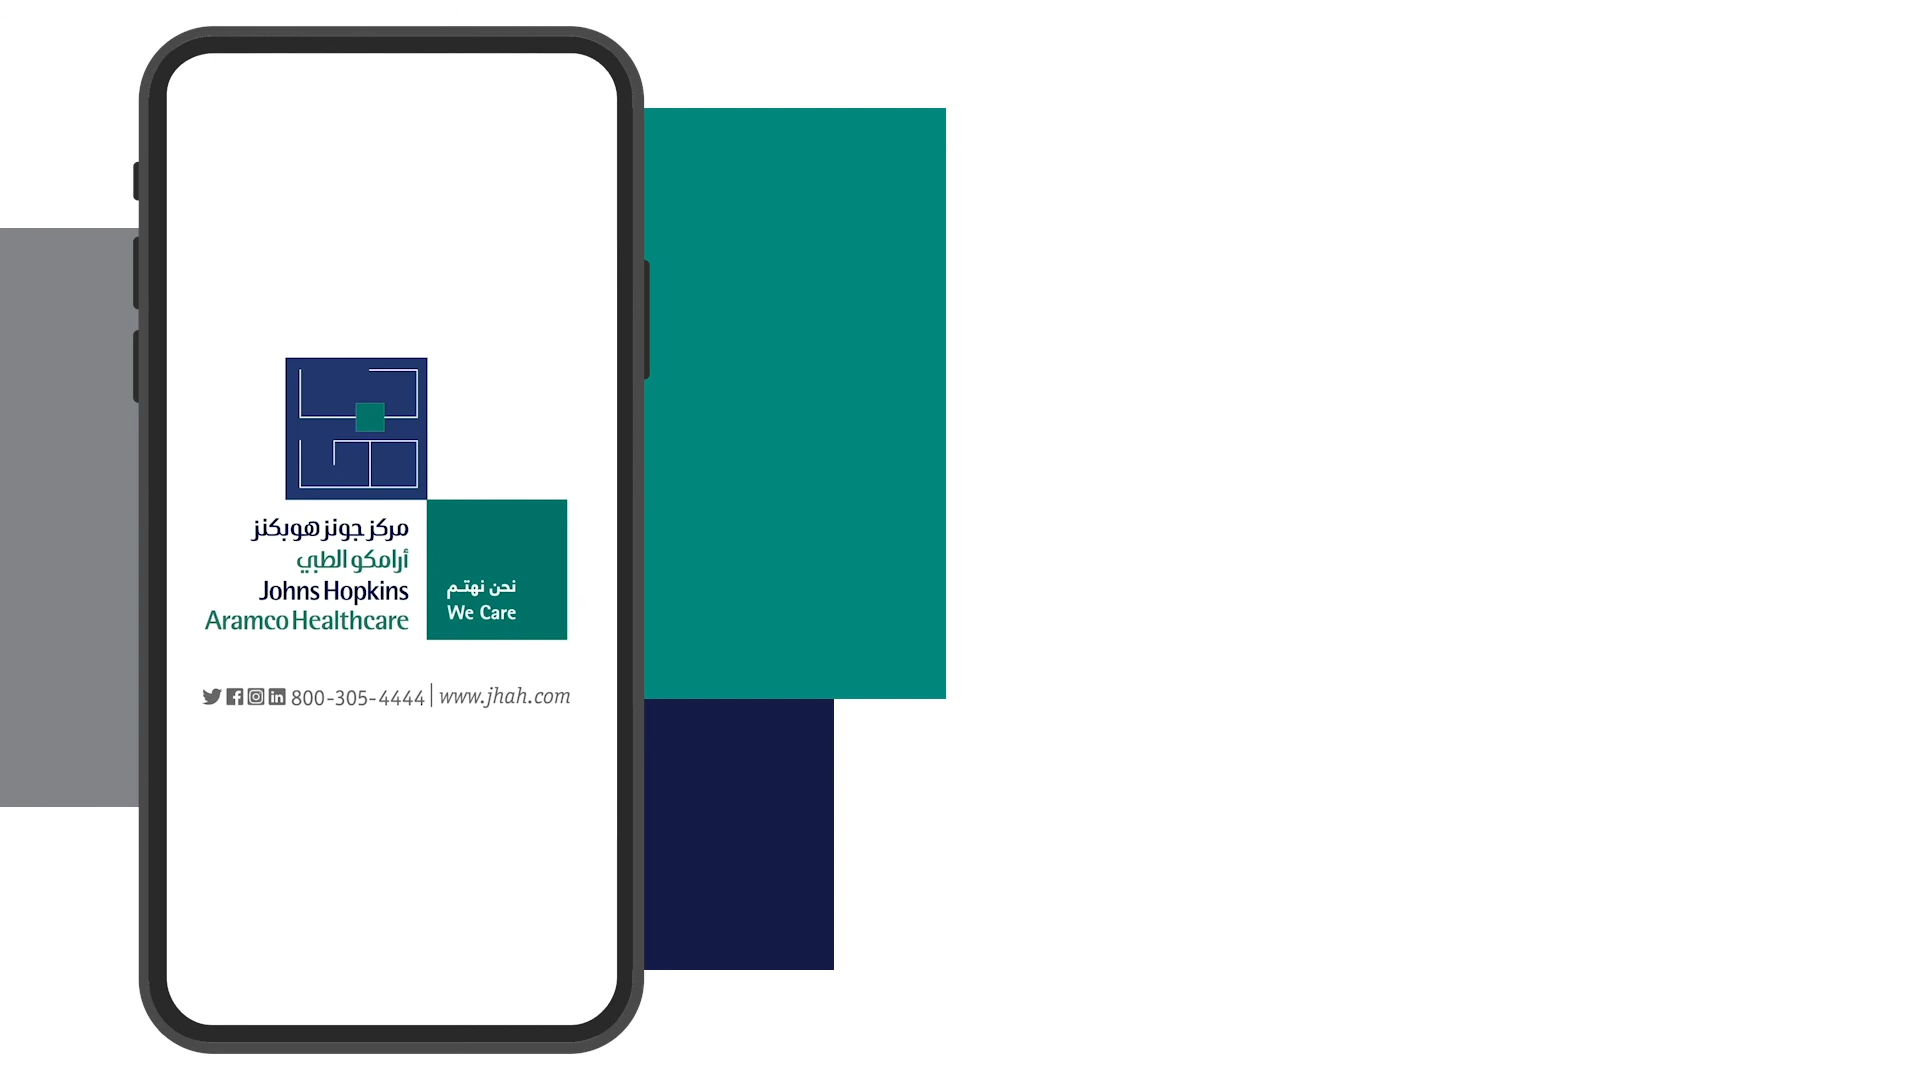 مركز جونز هوبكنز
أرامكو الطبي
Johns Hopkins
Aramco Healthcare
نحن نهتم
We Care
800-305-4444 | www.jhah.com